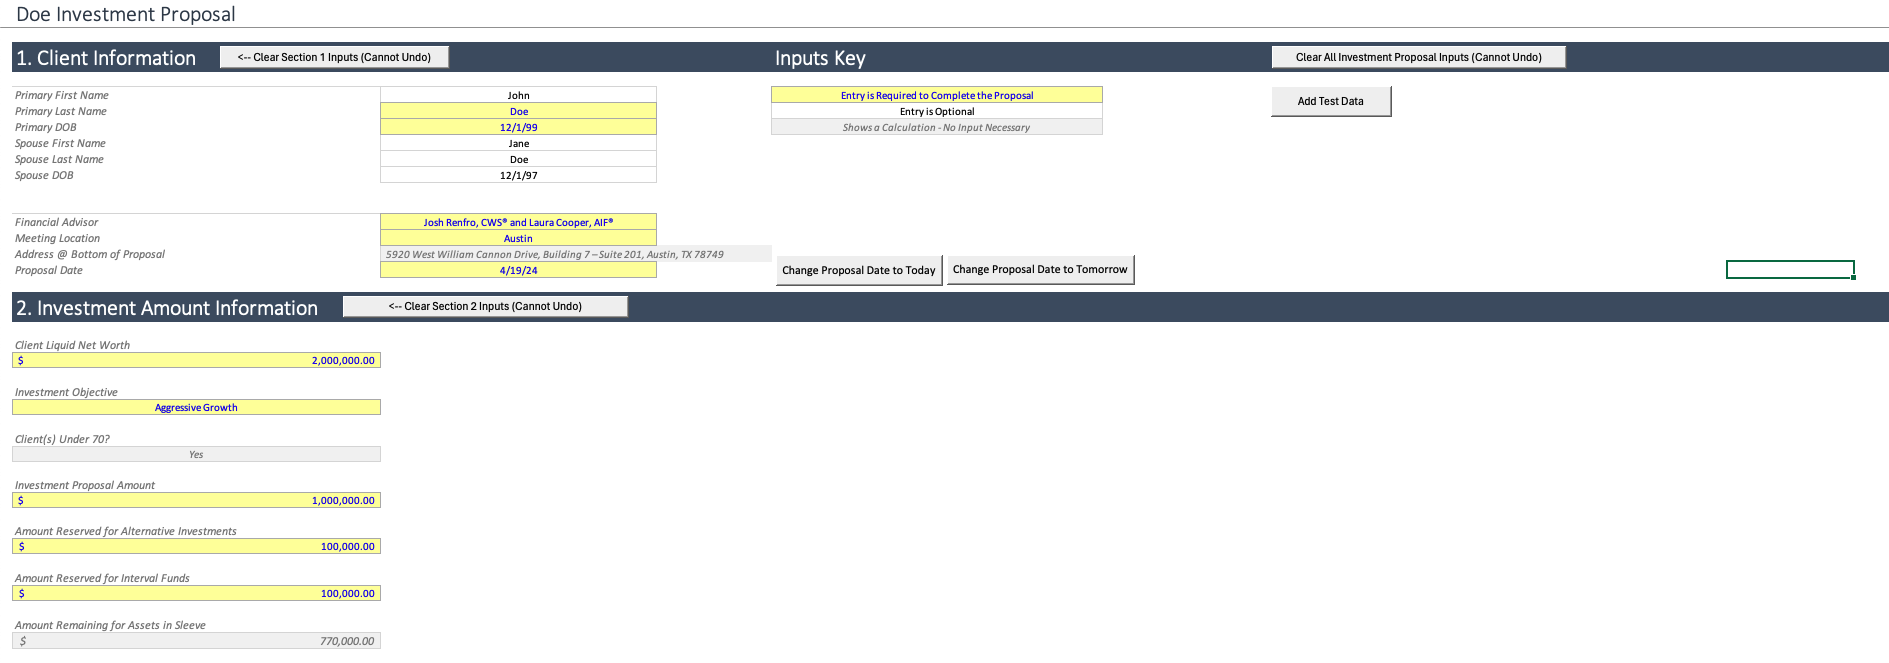 Doe Investment Proposal
1. Client Information
<-- Clear Section 1 Inputs (Cannot Undo)
Inputs Key
Clear All Investment Proposal Inputs (Cannot Undo)
Primary First Name John
Primary Last Name Doe
Primary DOB 12/1/99
Spouse First Name Jane
Spouse Last Name Doe
Spouse DOB 12/1/97
Entry is Required to Complete the Proposal
Entry is Optional
Shows a Calculation - No Input Necessary
Add Test Data
Financial Advisor Josh Renfro, CWS® and Laura Cooper, AIF®
Meeting Location Austin
Address @ Bottom of Proposal 5920 West William Cannon Drive, Building 7 – Suite 201, Austin, TX 78749
Proposal Date 4/19/24
Change Proposal Date to Today
Change Proposal Date to Tomorrow
2. Investment Amount Information
<-- Clear Section 2 Inputs (Cannot Undo)
Client Liquid Net Worth
$ 2,000,000.00
Investment Objective
Aggressive Growth
Client(s) Under 70?
Yes
Investment Proposal Amount
$ 1,000,000.00
Amount Reserved for Alternative Investments
$ 100,000.00
Amount Reserved for Interval Funds
$ 100,000.00
Amount Remaining for Assets in Sleeve
$ 770,000.00